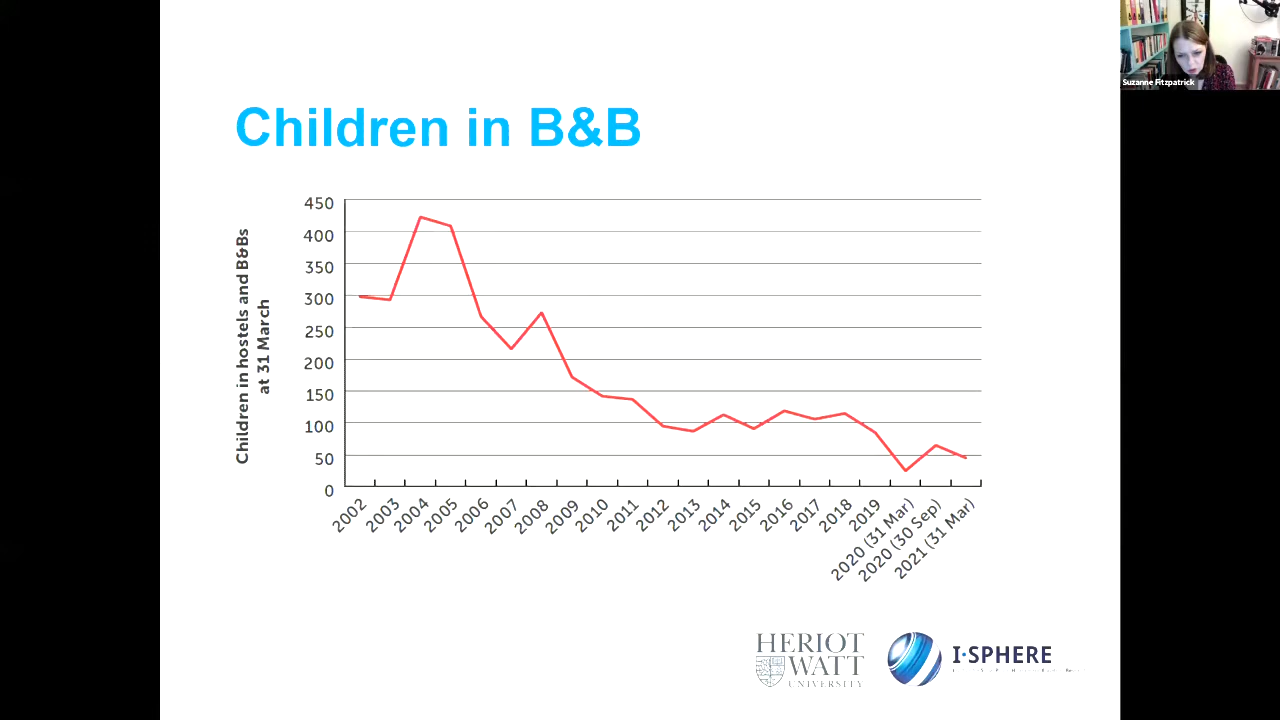 Suzanne Fitzpatrick
Children in B&B
Children in hostels and B&Bs
at 31 March
450
400
350
300
250
200
150
100
50
0
2002
2003
2004
2005
2006
2007
2008
2009
2010
2011
2012
2013
2014
2015
2016
2017
2018
2019
2020 (31 Mar)
2020 (30 Sep)
2021 (31 Mar)
HERIOT
WATT
UNIVERSITY
I·SPHERE